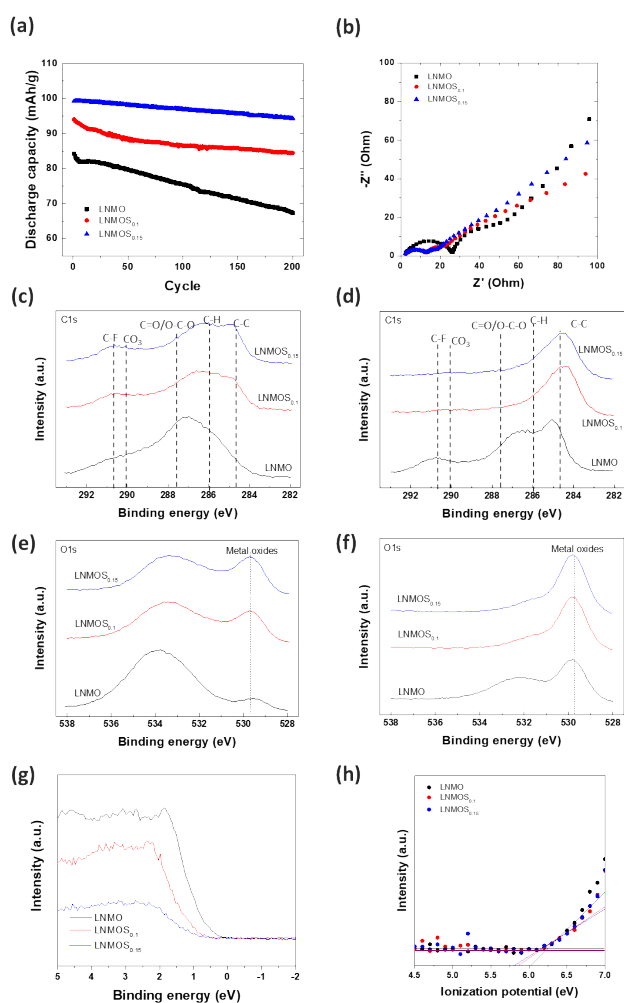 (a)
Discharge capacity (mAh/g)
110
100
90
80
70
60
LNMO
LNMOS0.1
LNMOS0.15
0
50
100
150
200
Cycle
(b)
-Z'' (Ohm)
100
80
60
40
20
0
LNMO
LNMOS0.1
LNMOS0.15
0
20
40
60
80
100
Z' (Ohm)
(c)
C1s
Intensity (a.u.)
C-F
CO3
C=O/O-C-O
C-H
C-C
LNMOS0.15
LNMOS0.1
LNMO
292
290
288
286
284
282
Binding energy (eV)
(d)
C1s
Intensity (a.u.)
C-F
CO3
C=O/O-C-O
C-H
C-C
LNMOS0.15
LNMOS0.1
LNMO
292
290
288
286
284
282
Binding energy (eV)
(e)
O1s
Intensity (a.u.)
Metal oxides
LNMOS0.15
LNMOS0.1
LNMO
538
536
534
532
530
528
Binding energy (eV)
(f)
O1s
Intensity (a.u.)
Metal oxides
LNMOS0.15
LNMOS0.1
LNMO
538
536
534
532
530
528
Binding energy (eV)
(g)
Intensity (a.u.)
LNMO
LNMOS0.1
LNMOS0.15
5
4
3
2
1
0
-1
-2
Binding energy (eV)
(h)
Intensity (a.u.)
LNMO
LNMOS0.1
LNMOS0.15
4.5
5.0
5.5
6.0
6.5
7.0
Ionization potential (eV)